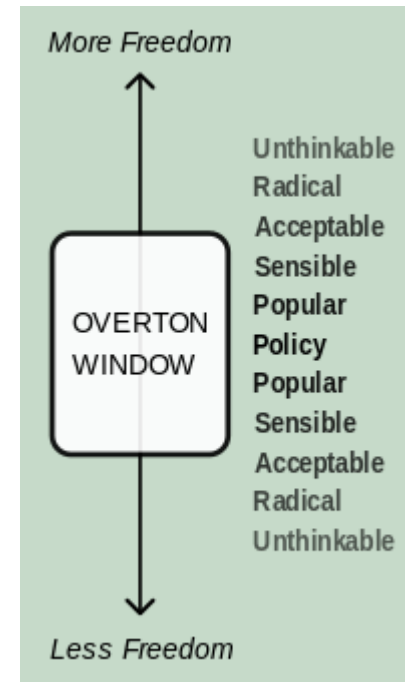 More Freedom
Unthinkable
Radical
Acceptable
Sensible
Popular
Policy
Popular
Sensible
Acceptable
Radical
Unthinkable
OVERTON
WINDOW
Less Freedom